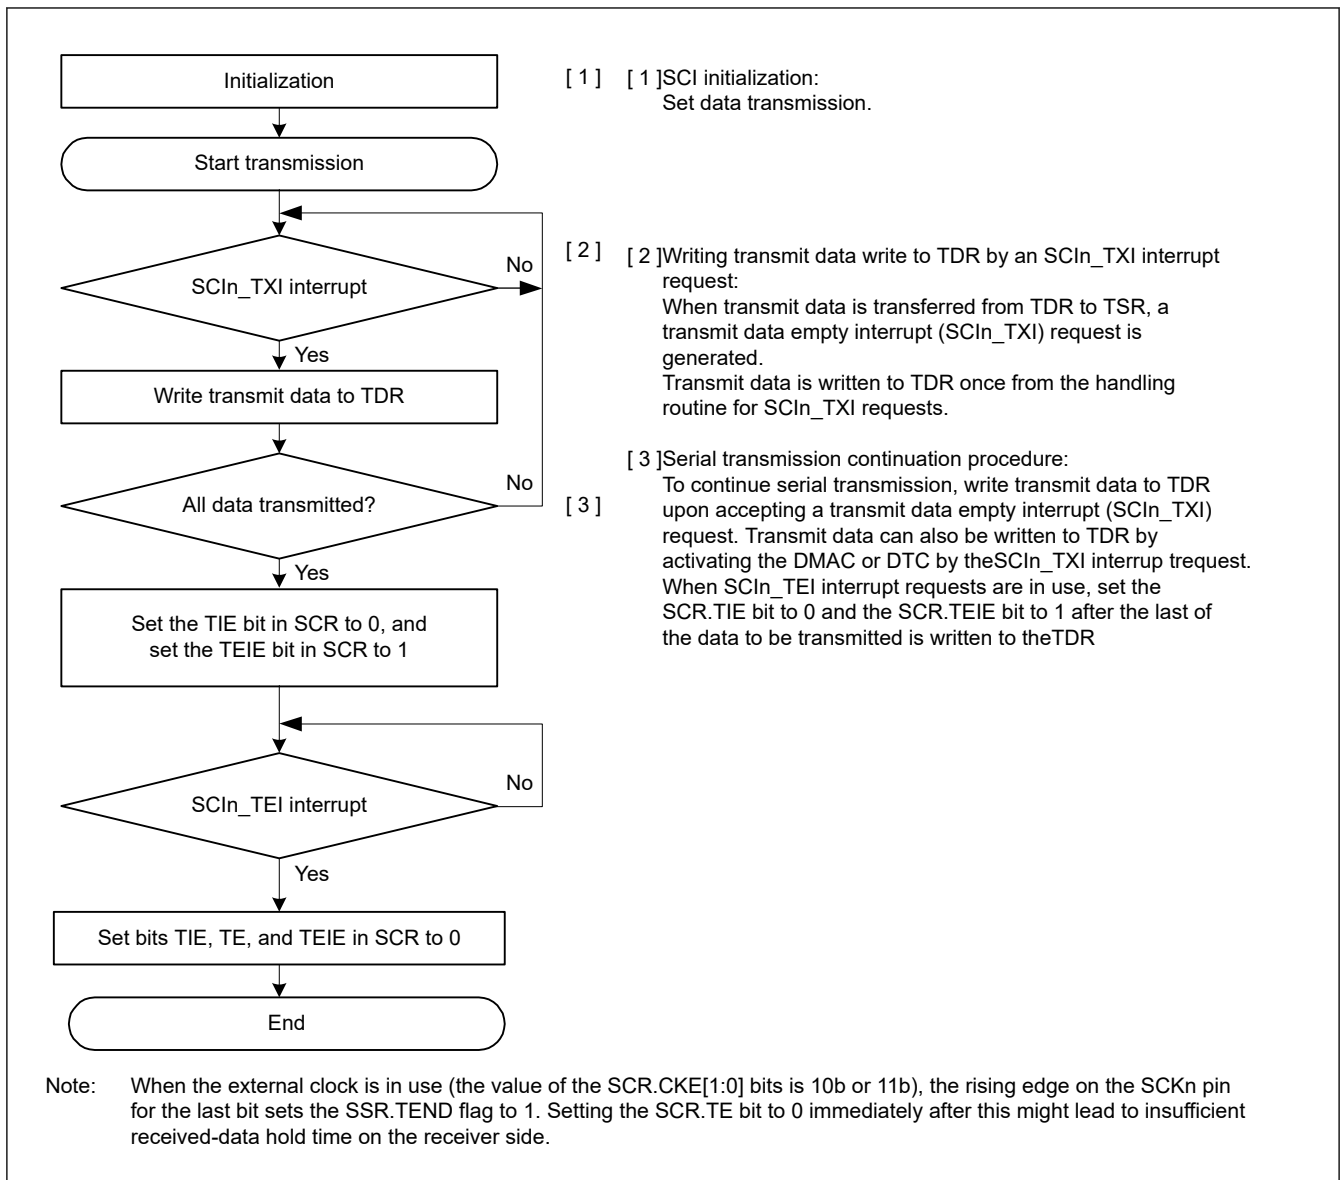 Initialization
[ 1 ]
[ 1 ]SCI initialization:
Set data transmission.
Start transmission
SCIn_TXI interrupt
No
Yes
[ 2 ]
[ 2 ]Writing transmit data write to TDR by an SCIn_TXI interrupt
request:
When transmit data is transferred from TDR to TSR, a
transmit data empty interrupt (SCIn_TXI) request is
generated.
Transmit data is written to TDR once from the handling
routine for SCIn_TXI requests.
Write transmit data to TDR
All data transmitted?
No
Yes
[ 3 ]
[ 3 ]Serial transmission continuation procedure:
To continue serial transmission, write transmit data to TDR
upon accepting a transmit data empty interrupt (SCIn_TXI)
request. Transmit data can also be written to TDR by
activating the DMAC or DTC by theSCIn_TXI interrup trequest.
When SCIn_TEI interrupt requests are in use, set the
SCR.TIE bit to 0 and the SCR.TEIE bit to 1 after the last of
the data to be transmitted is written to theTDR
Set the TIE bit in SCR to 0, and
set the TEIE bit in SCR to 1
SCIn_TEI interrupt
No
Yes
Set bits TIE, TE, and TEIE in SCR to 0
End
Note: When the external clock is in use (the value of the SCR.CKE[1:0] bits is 10b or 11b), the rising edge on the SCKn pin
for the last bit sets the SSR.TEND flag to 1. Setting the SCR.TE bit to 0 immediately after this might lead to insufficient
received-data hold time on the receiver side.